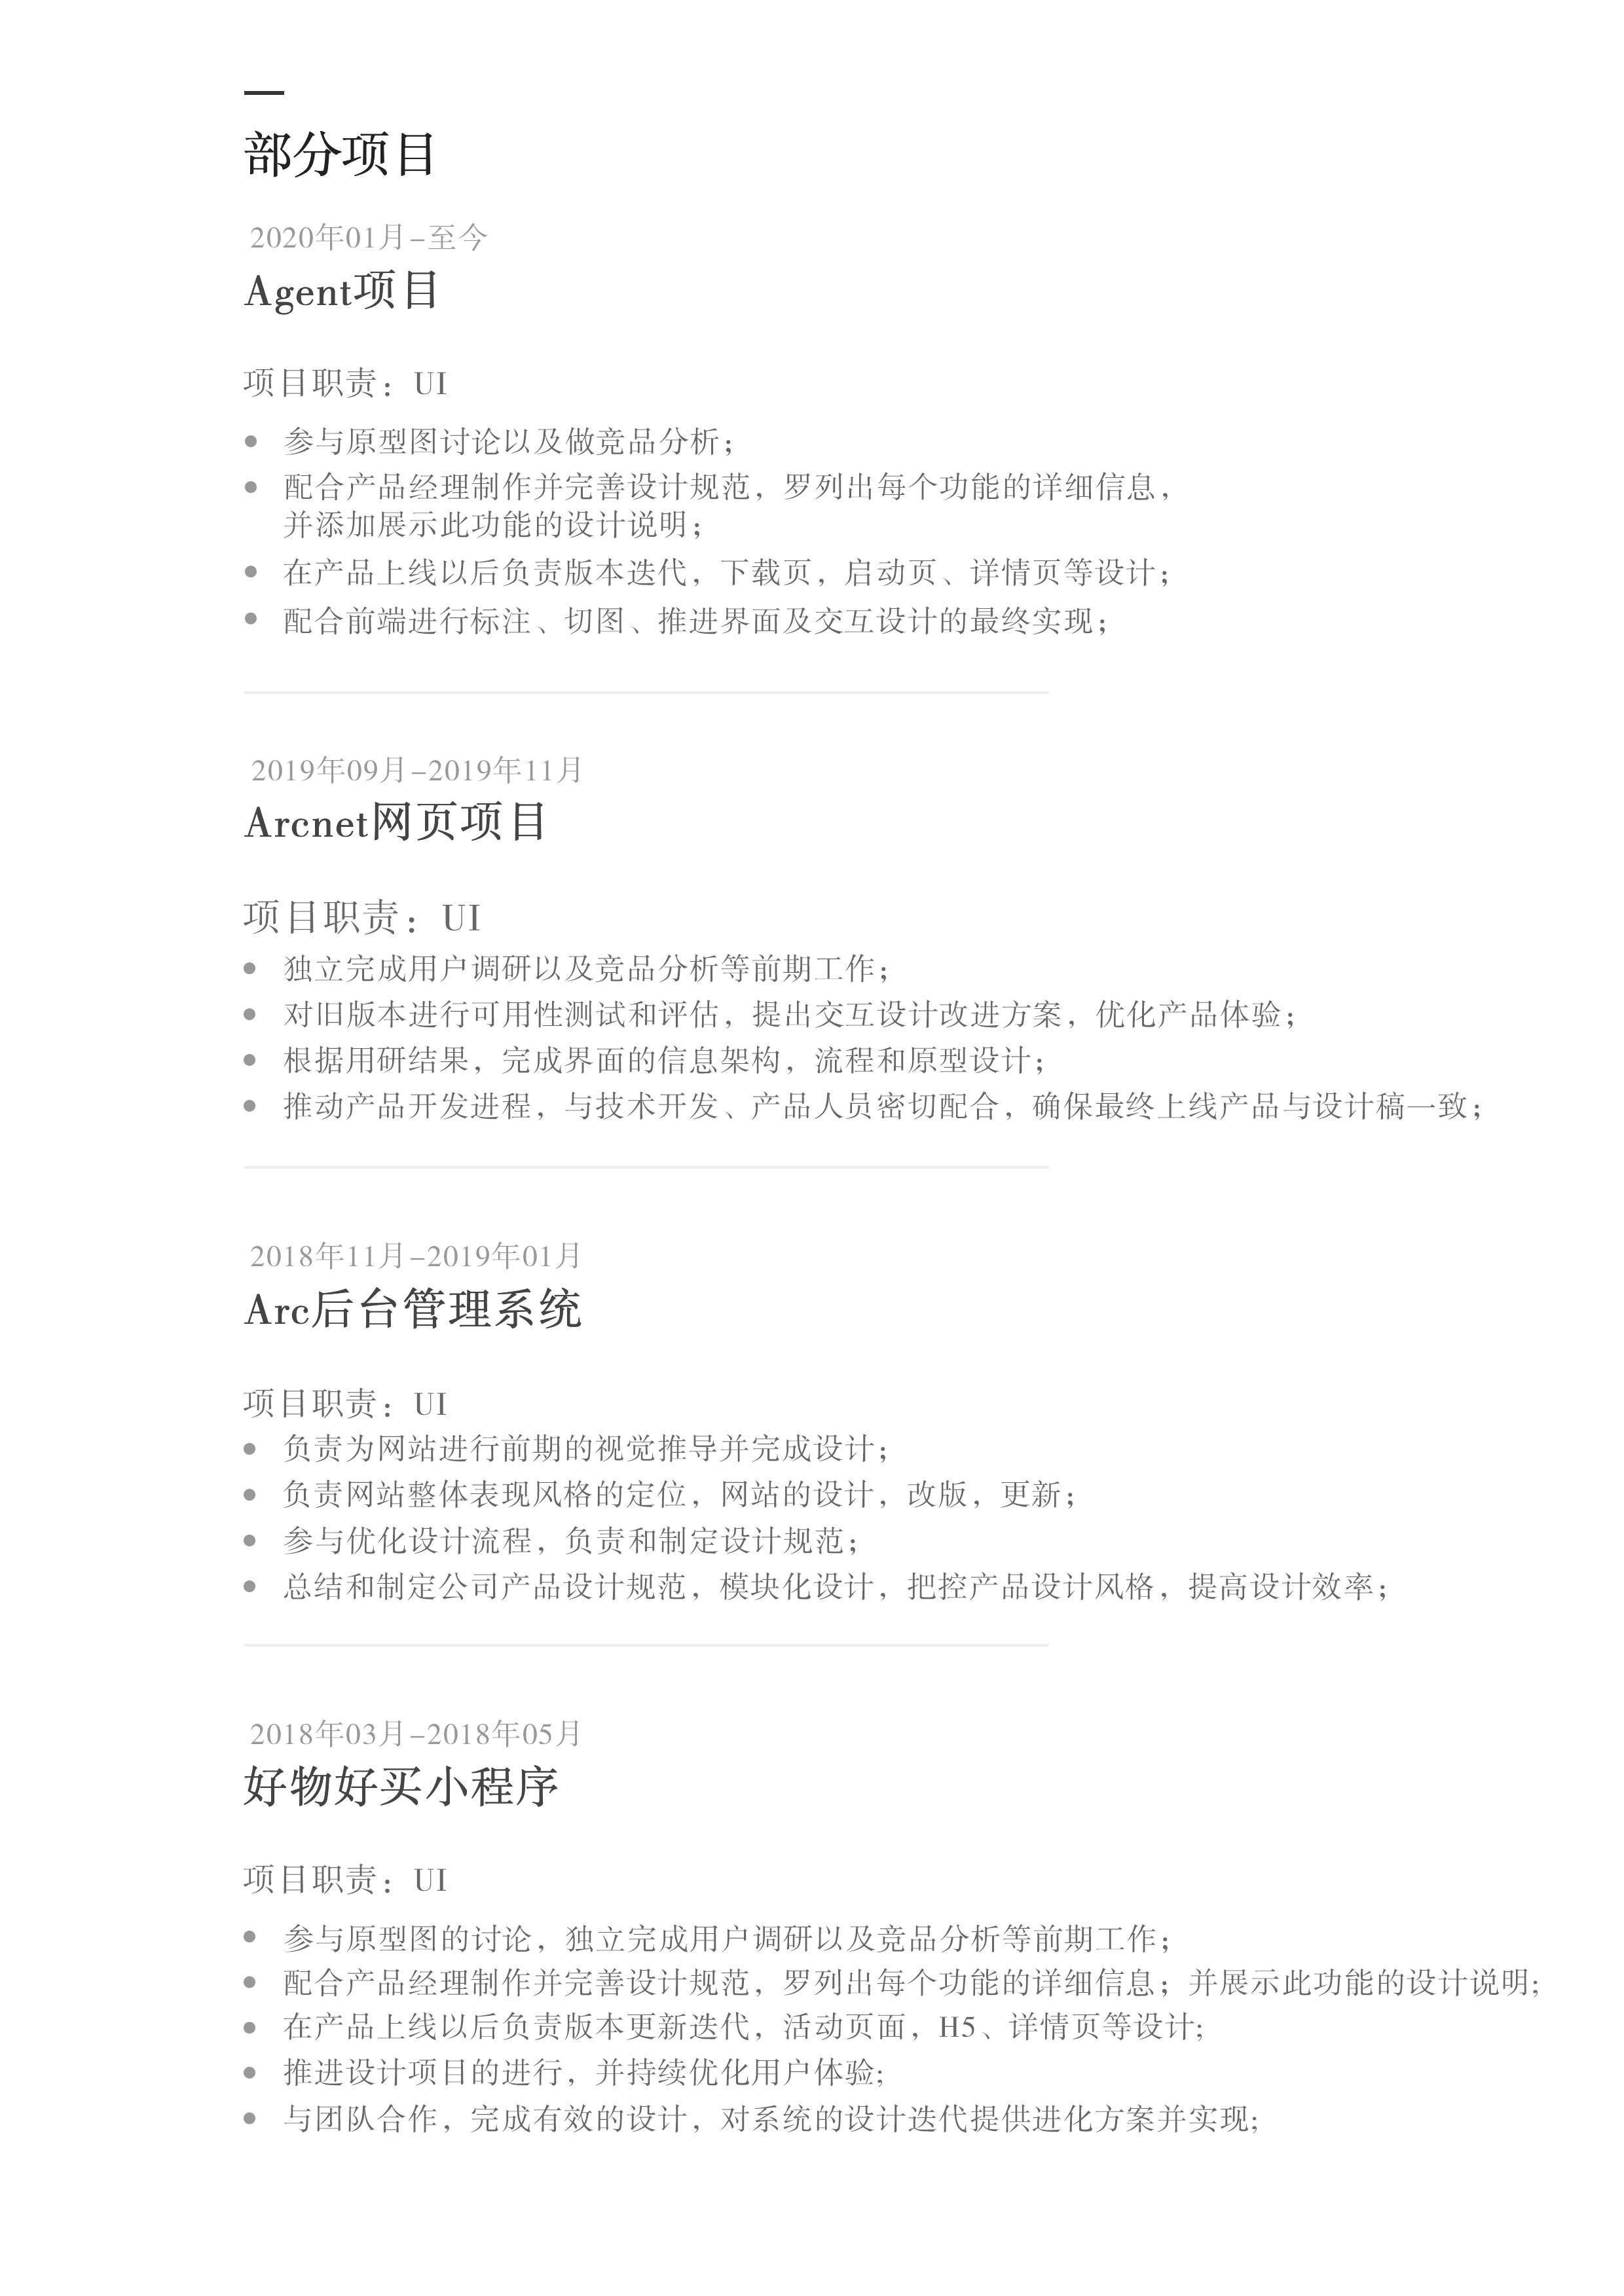 部分项目
2020年01月-至今
Agent项目
项目职责：UI
参与原型图讨论以及做竞品分析；
配合产品经理制作并完善设计规范，罗列出每个功能的详细信息，
并添加展示此功能的设计说明；
在产品上线以后负责版本迭代，下载页，启动页、详情页等设计；
配合前端进行标注、切图、推进界面及交互设计的最终实现；
2019年09月-2019年11月
Arcnet网页项目
项目职责：UI
独立完成用户调研以及竞品分析等前期工作；
对旧版本进行可用性测试和评估，提出交互设计改进方案，优化产品体验；
根据用研结果，完成界面的信息架构，流程和原型设计；
推动产品开发进程，与技术开发、产品人员密切配合，确保最终上线产品与设计稿一致；
2018年11月-2019年01月
Arc后台管理系统
项目职责：UI
负责为网站进行前期的视觉推导并完成设计；
负责网站整体表现风格的定位，网站的设计，改版，更新；
参与优化设计流程，负责和制定设计规范；
总结和制定公司产品设计规范，模块化设计，把控产品设计风格，提高设计效率；
2018年03月-2018年05月
好物好买小程序
项目职责：UI
参与原型图的讨论，独立完成用户调研以及竞品分析等前期工作；
配合产品经理制作并完善设计规范，罗列出每个功能的详细信息；并展示此功能的设计说明;
在产品上线以后负责版本更新迭代，活动页面，H5、详情页等设计;
推进设计项目的进行，并持续优化用户体验;
与团队合作，完成有效的设计，对系统的设计迭代提供进化方案并实现;